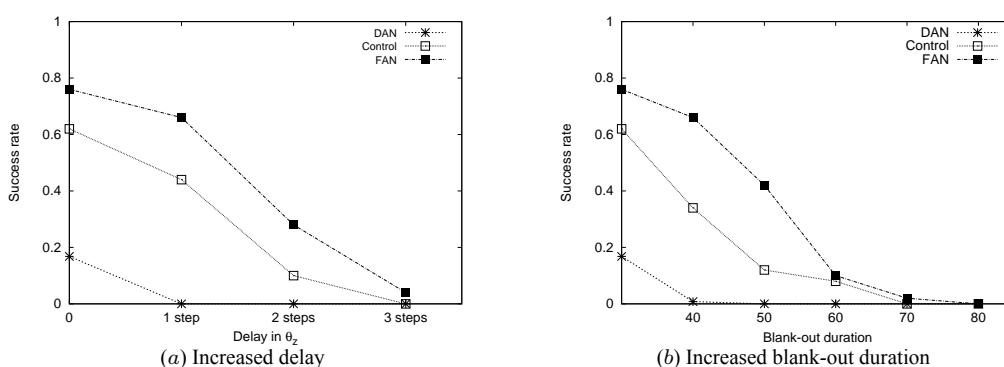 1
0.8
0.6
0.4
0.2
0
Success rate
DAN
Control
FAN
0 1 step 2 steps 3 steps
Delay in θz
(a) Increased delay
1
0.8
0.6
0.4
0.2
0
Success rate
DAN
Control
FAN
40 50 60 70 80
Blank-out duration
(b) Increased blank-out duration